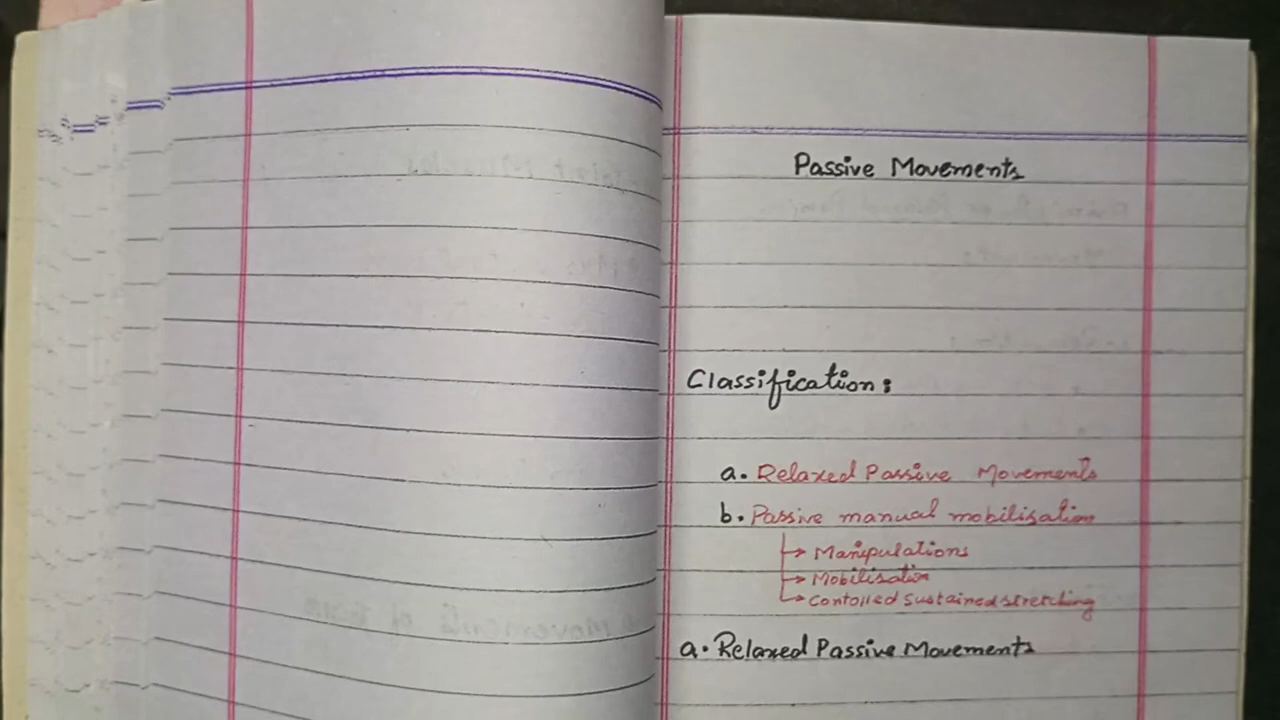 Passive Movements
Classification:
a. Relaxed Passive Movements
b. Passive manual mobilisation
→ Manipulations
→ Mobilisation
→ Contolled sustained stretching
a. Relaxed Passive Movements